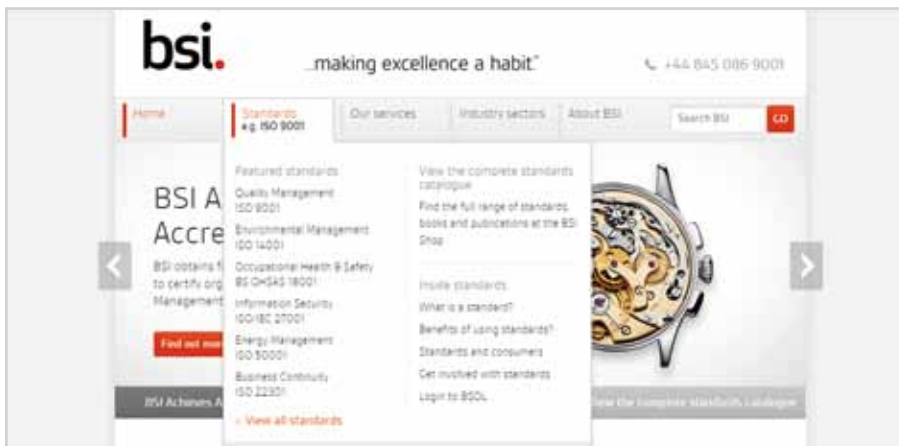 bsi.
...making excellence a habit.™
+44 845 086 9001
Home
Standards
e.g. ISO 9001
Our services
Industry sectors
About BSI
Search BSI
GO
BSI A
Accre
BSI obtains f
to certify org
Management
Find out mor
BSI Achieves A
Featured standards
Quality Management
ISO 9001
Environmental Management
ISO 14001
Occupational Health & Safety
BS OHSAS 18001
Information Security
ISO/IEC 27001
Energy Management
ISO 50001
Business Continuity
ISO 22301
View all standards
View the complete standards
catalogue
Find the full range of standards,
books and publications at the BSI
Shop
Inside standards
What is a standard?
Benefits of using standards?
Standards and consumers
Get involved with standards
Login to BSOL
View the complete standards catalogue